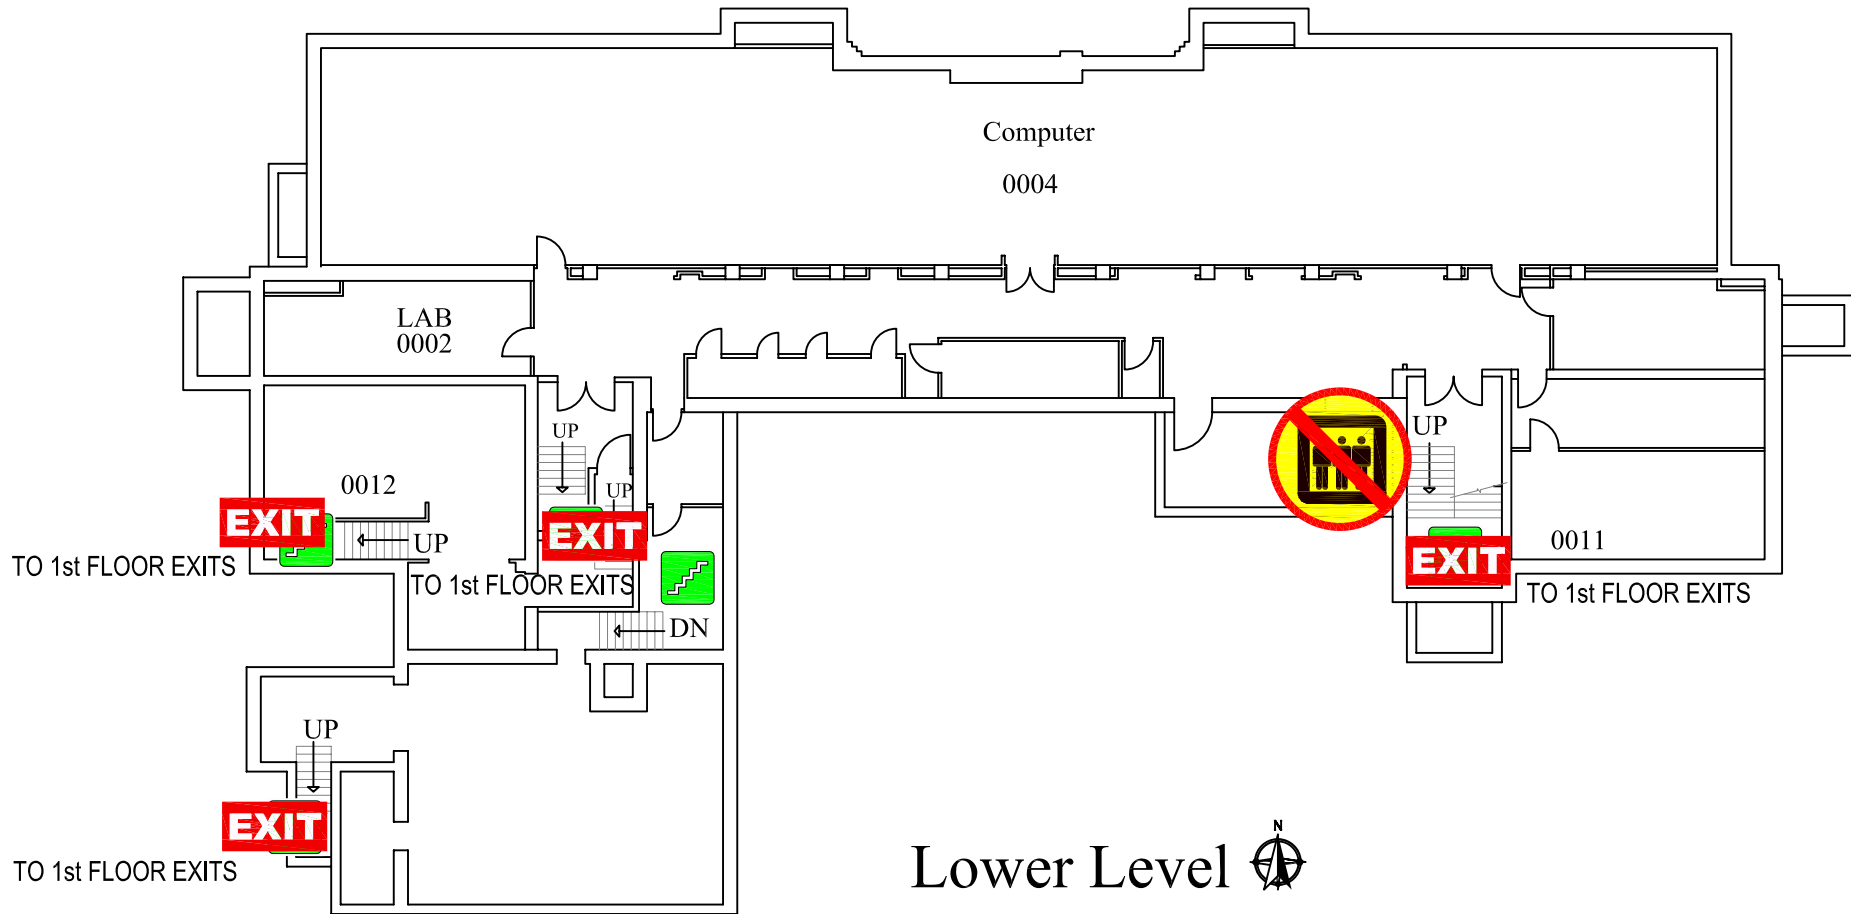 Computer
0004
LAB
0002
UP
UP
UP
0012
UP
EXIT
EXIT
EXIT
0011
TO 1st FLOOR EXITS
TO 1st FLOOR EXITS
TO 1st FLOOR EXITS
DN
UP
EXIT
TO 1st FLOOR EXITS
N
Lower Level